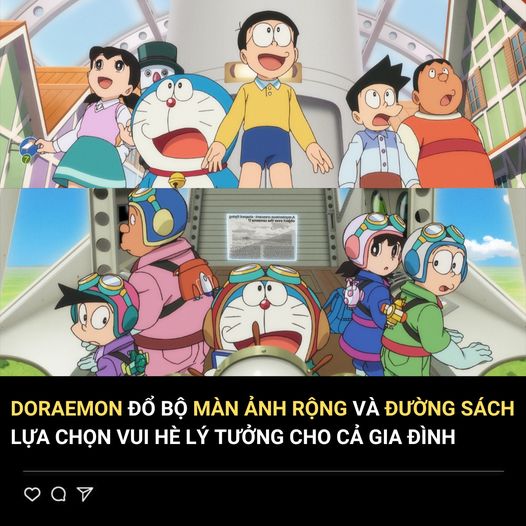 DORAEMON ĐỔ BỘ MÀN ẢNH RỘNG VÀ ĐƯỜNG SÁCH
LỰA CHỌN VUI HÈ LÝ TƯỞNG CHO CẢ GIA ĐÌNH